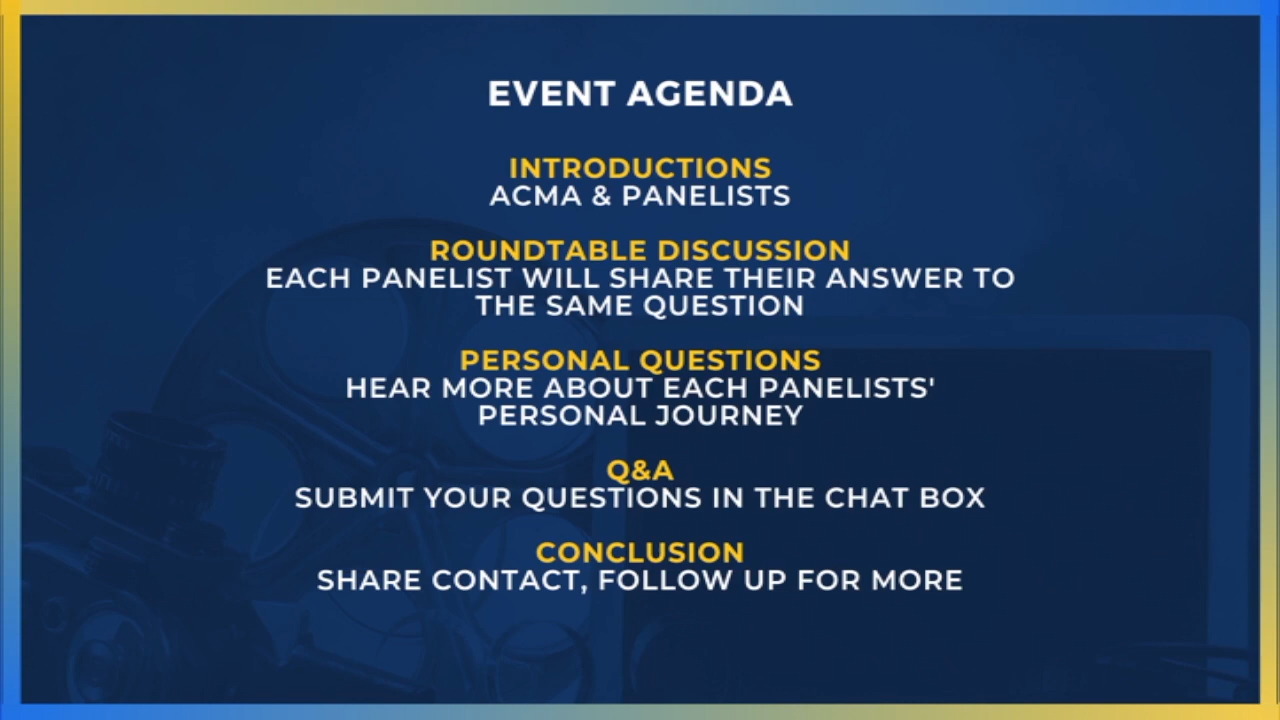 EVENT AGENDA
INTRODUCTIONS
ACMA & PANELISTS
ROUNDTABLE DISCUSSION
EACH PANELIST WILL SHARE THEIR ANSWER TO
THE SAME QUESTION
PERSONAL QUESTIONS
HEAR MORE ABOUT EACH PANELISTS'
PERSONAL JOURNEY
Q&A
SUBMIT YOUR QUESTIONS IN THE CHAT BOX
CONCLUSION
SHARE CONTACT, FOLLOW UP FOR MORE